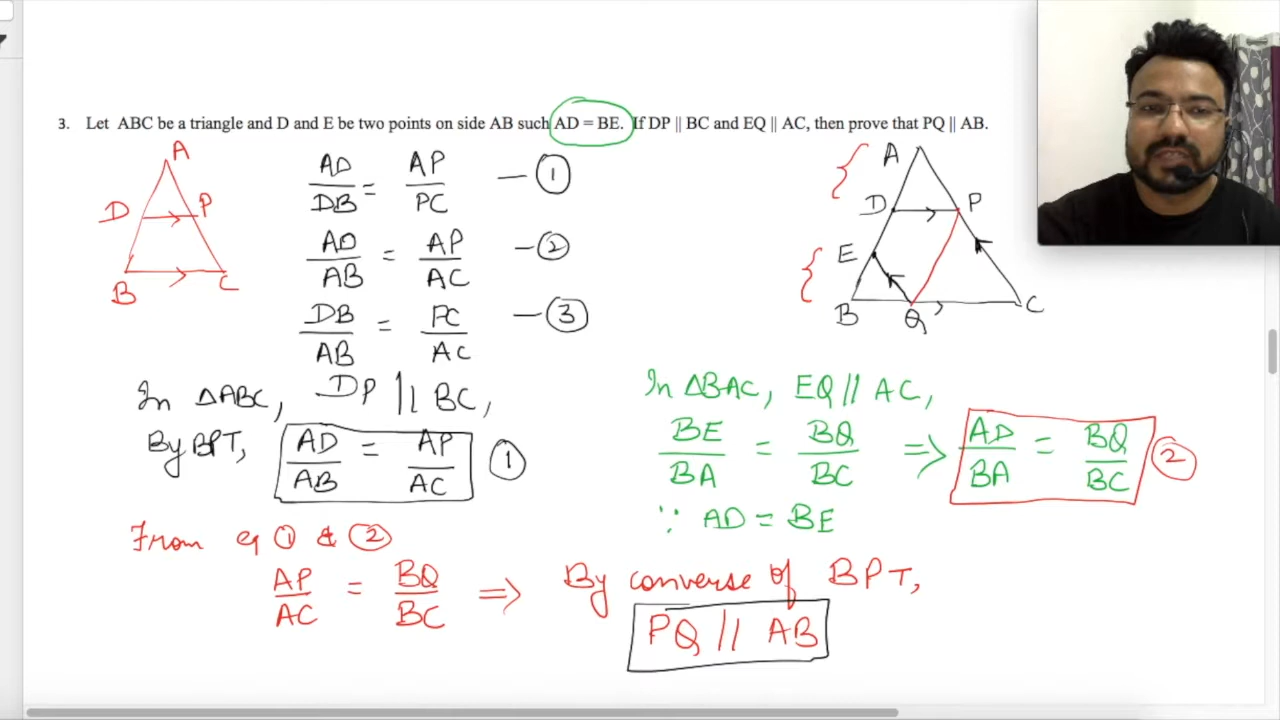 3. Let ABC be a triangle and D and E be two points on side AB such AD = BE. If DP || BC and EQ || AC, then prove that PQ || AB.
A
D P
B C
AD/DB = AP/PC —①
AD/AB = AP/AC —②
DB/AB = PC/AC —③
A
D P
E
B Q C
In △ABC, DP || BC,
By BPT, AD/AB = AP/AC ①
In △BAC, EQ // AC,
BE/BA = BQ/BC ⇒ AD/BA = BQ/BC ②
∵ AD = BE
From eq ① & ②
AP/AC = BQ/BC ⇒ By converse of BPT,
PQ // AB